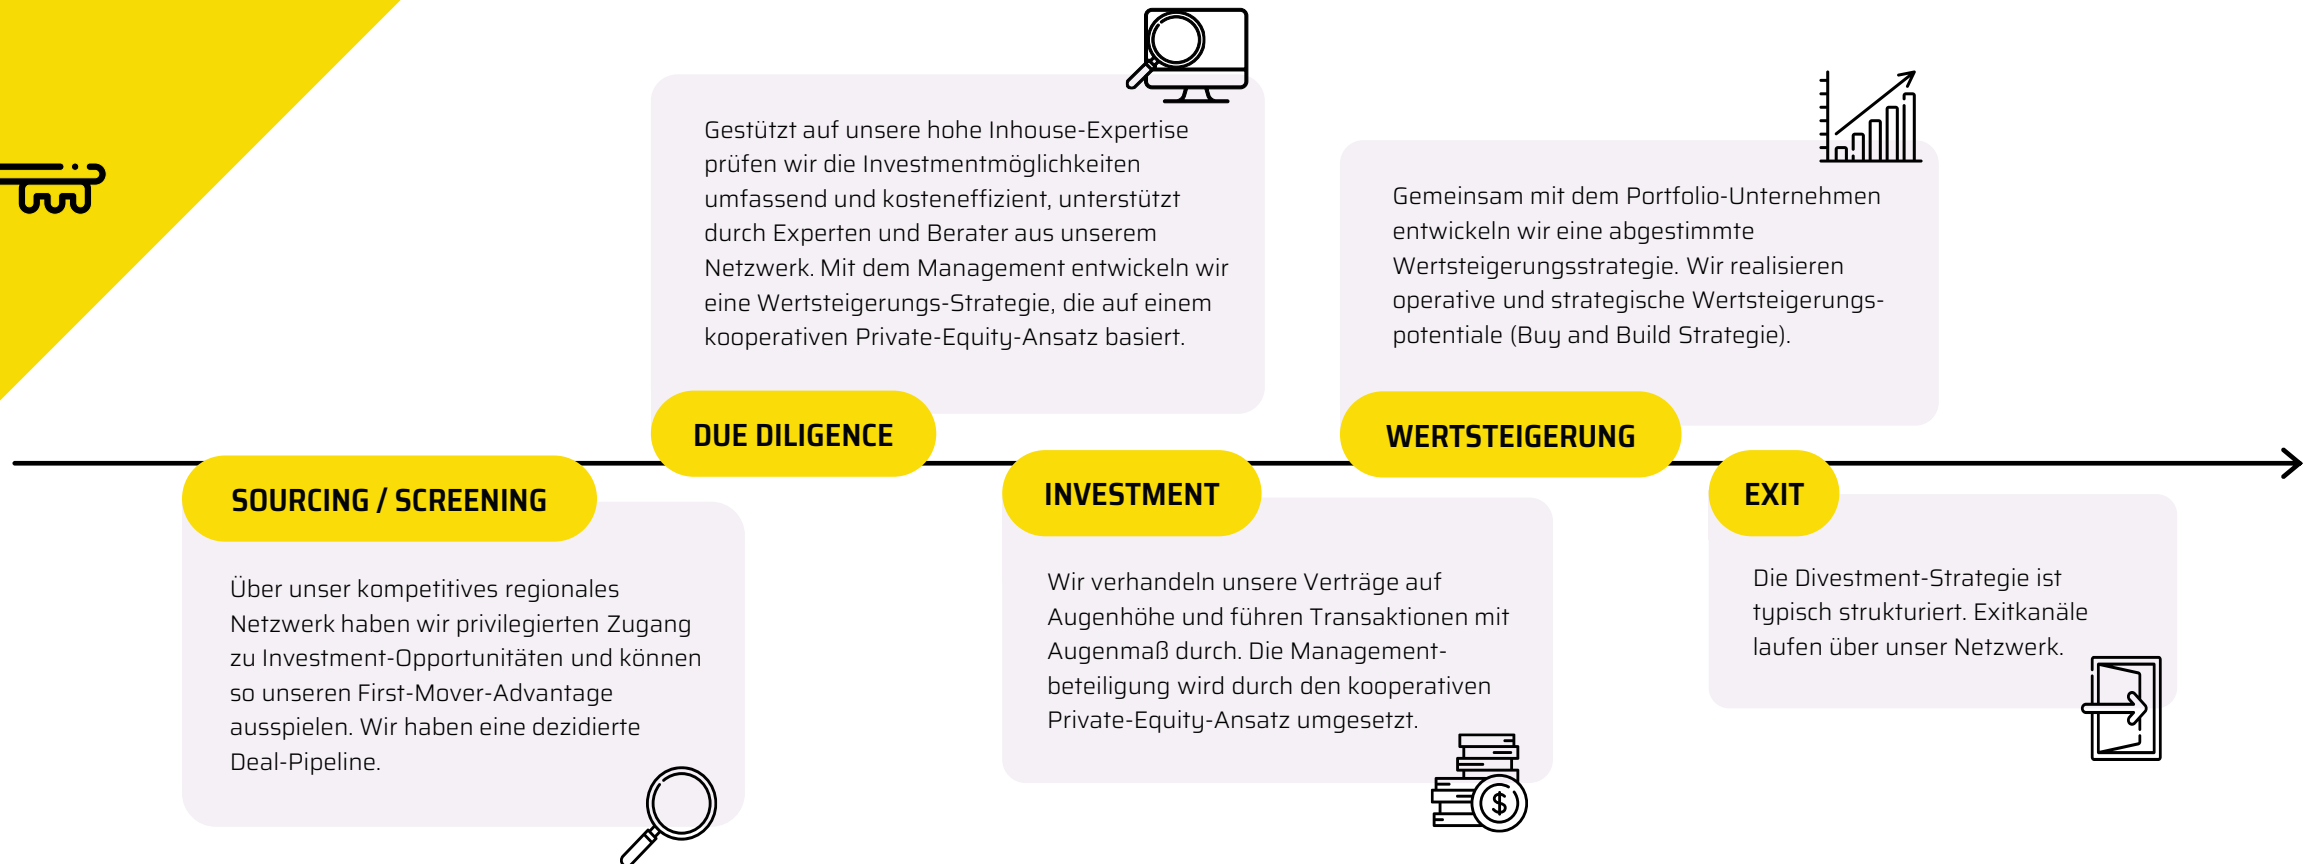 SOURCING / SCREENING
Über unser kompetitives regionales
Netzwerk haben wir privilegierten Zugang
zu Investment-Opportunitäten und können
so unseren First-Mover-Advantage
ausspielen. Wir haben eine dezidierte
Deal-Pipeline.
Gestützt auf unsere hohe Inhouse-Expertise
prüfen wir die Investmentmöglichkeiten
umfassend und kosteneffizient, unterstützt
durch Experten und Berater aus unserem
Netzwerk. Mit dem Management entwickeln wir
eine Wertsteigerungs-Strategie, die auf einem
kooperativen Private-Equity-Ansatz basiert.
DUE DILIGENCE
INVESTMENT
Wir verhandeln unsere Verträge auf
Augenhöhe und führen Transaktionen mit
Augenmaß durch. Die Management-
beteiligung wird durch den kooperativen
Private-Equity-Ansatz umgesetzt.
$
Gemeinsam mit dem Portfolio-Unternehmen
entwickeln wir eine abgestimmte
Wertsteigerungsstrategie. Wir realisieren
operative und strategische Wertsteigerungs-
potentiale (Buy and Build Strategie).
WERTSTEIGERUNG
EXIT
Die Divestment-Strategie ist
typisch strukturiert. Exitkanäle
laufen über unser Netzwerk.